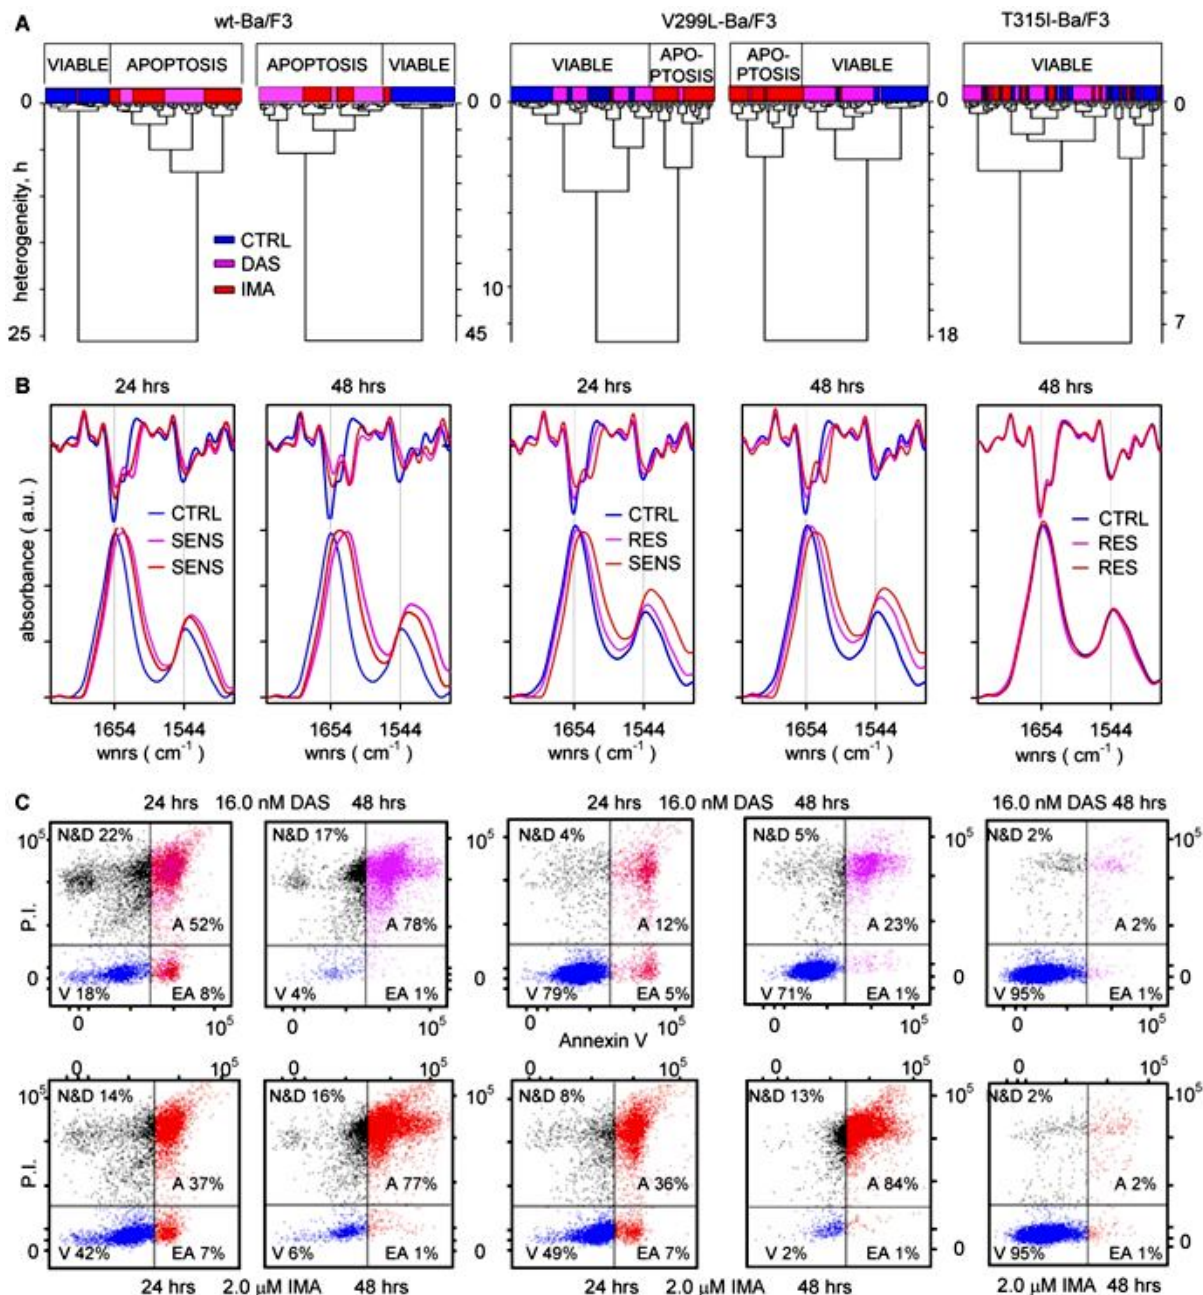 A wt-Ba/F3 V299L-Ba/F3 T315I-Ba/F3
VIABLE APOPTOSIS APOPTOSIS VIABLE VIABLE APO-PTOSIS APO-PTOSIS VIABLE VIABLE
0 0 0 0 0
heterogeneity, h
CTRL
DAS
IMA
10
7
25 45 18
B 24 hrs 48 hrs 24 hrs 48 hrs 48 hrs
absorbance ( a.u. )
CTRL CTRL CTRL
SENS RES RES
SENS SENS RES
1654 1544 1654 1544 1654 1544 1654 1544 1654 1544
wnrs ( cm-1 ) wnrs ( cm-1 ) wnrs ( cm-1 ) wnrs ( cm-1 ) wnrs ( cm-1 )
C 24 hrs 16.0 nM DAS 48 hrs 24 hrs 16.0 nM DAS 48 hrs 16.0 nM DAS 48 hrs
10⁵ N&D 22% N&D 17% N&D 4% N&D 5% 10⁵ N&D 2% 10⁵
P.I.
A 52% A 78% A 12% A 23% A 2%
0 0 0
V 18% EA 8% V 4% EA 1% V 79% EA 5% V 71% EA 1% V 95% EA 1%
0 10⁵ 0 10⁵
Annexin V
0 10⁵ 0 10⁵ 0 10⁵ 0 10⁵ 0 10⁵
10⁵ N&D 14% N&D 16% N&D 8% N&D 13% 10⁵ N&D 2% 10⁵
P.I.
A 37% A 77% A 36% A 84% A 2%
0 0 0 0
V 42% EA 7% V 6% EA 1% V 49% EA 7% V 2% EA 1% V 95% EA 1%
24 hrs 2.0 µM IMA 48 hrs 24 hrs 2.0 µM IMA 48 hrs 2.0 µM IMA 48 hrs